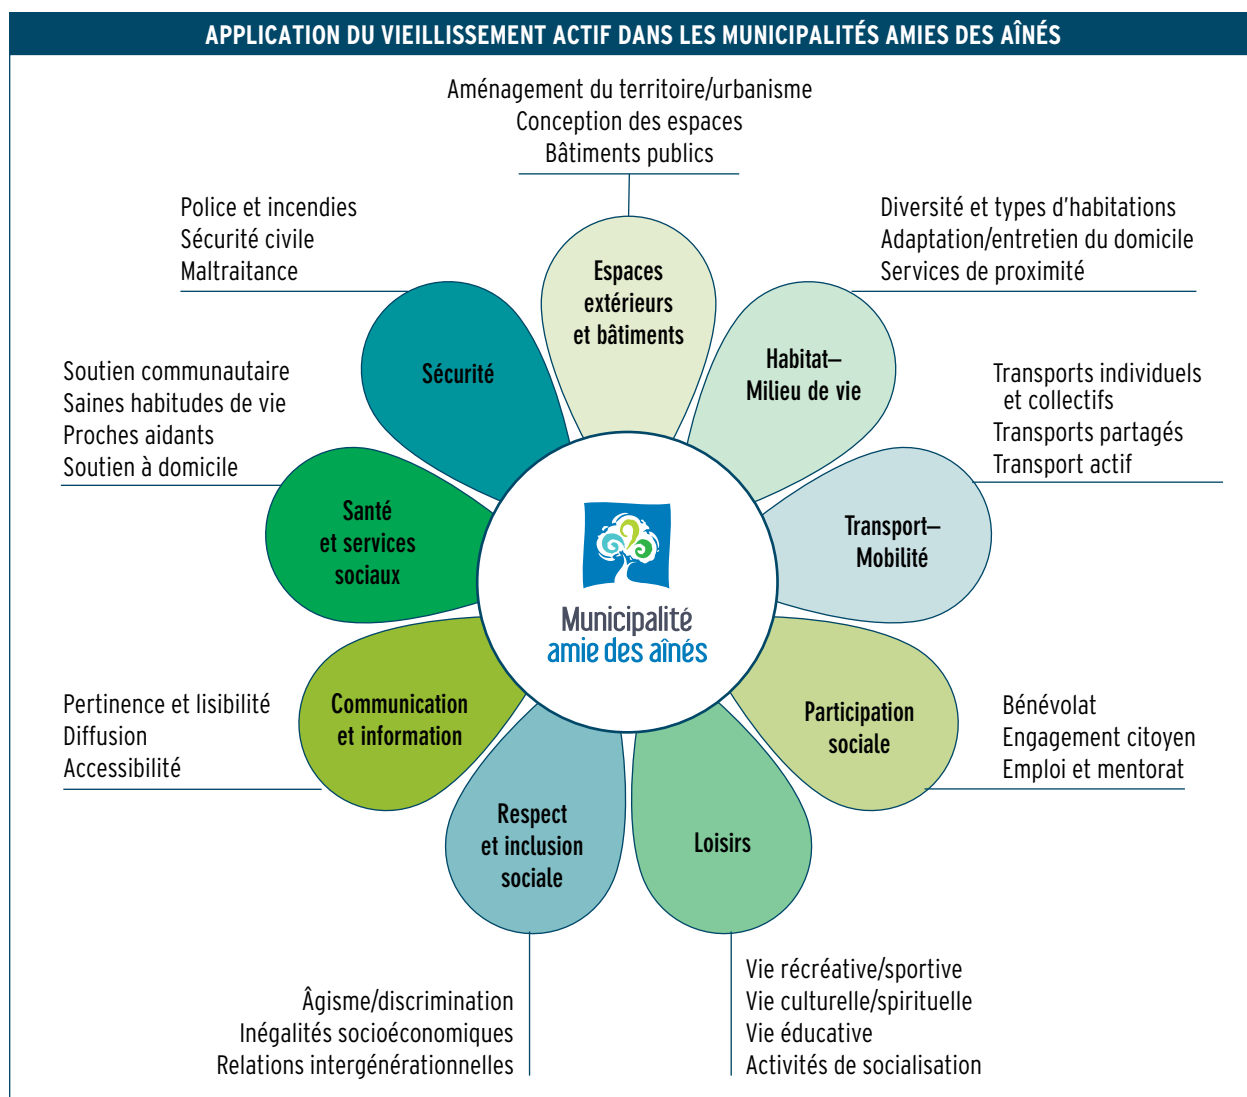 APPLICATION DU VIEILLISSEMENT ACTIF DANS LES MUNICIPALITÉS AMIES DES AÎNÉS
Aménagement du territoire/urbanisme
Conception des espaces
Bâtiments publics
Espaces
extérieurs
et bâtiments
Diversité et types d'habitations
Adaptation/entretien du domicile
Services de proximité
Habitat–
Milieu de vie
Transports individuels
et collectifs
Transports partagés
Transport actif
Transport–
Mobilité
Bénévolat
Engagement citoyen
Emploi et mentorat
Participation
sociale
Loisirs
Vie récréative/sportive
Vie culturelle/spirituelle
Vie éducative
Activités de socialisation
Respect
et inclusion
sociale
Âgisme/discrimination
Inégalités socioéconomiques
Relations intergénérationnelles
Communication
et information
Pertinence et lisibilité
Diffusion
Accessibilité
Santé
et services
sociaux
Soutien communautaire
Saines habitudes de vie
Proches aidants
Soutien à domicile
Sécurité
Police et incendies
Sécurité civile
Maltraitance
Municipalité
amie des aînés